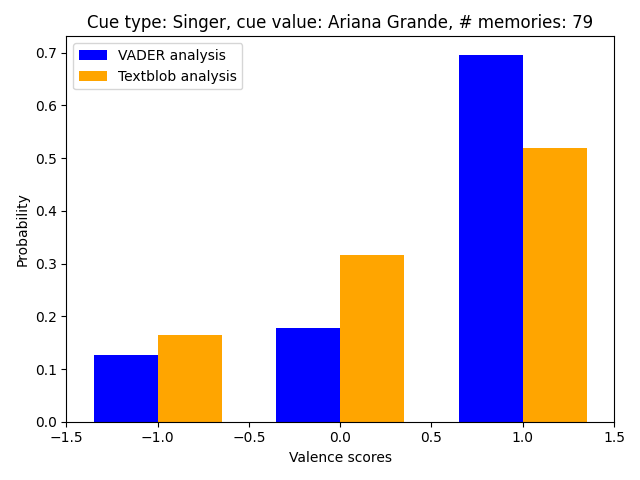 Cue type: Singer, cue value: Ariana Grande, # memories: 79
VADER analysis
Textblob analysis
Probability
0.7
0.6
0.5
0.4
0.3
0.2
0.1
0.0
−1.5 −1.0 −0.5 0.0 0.5 1.0 1.5
Valence scores